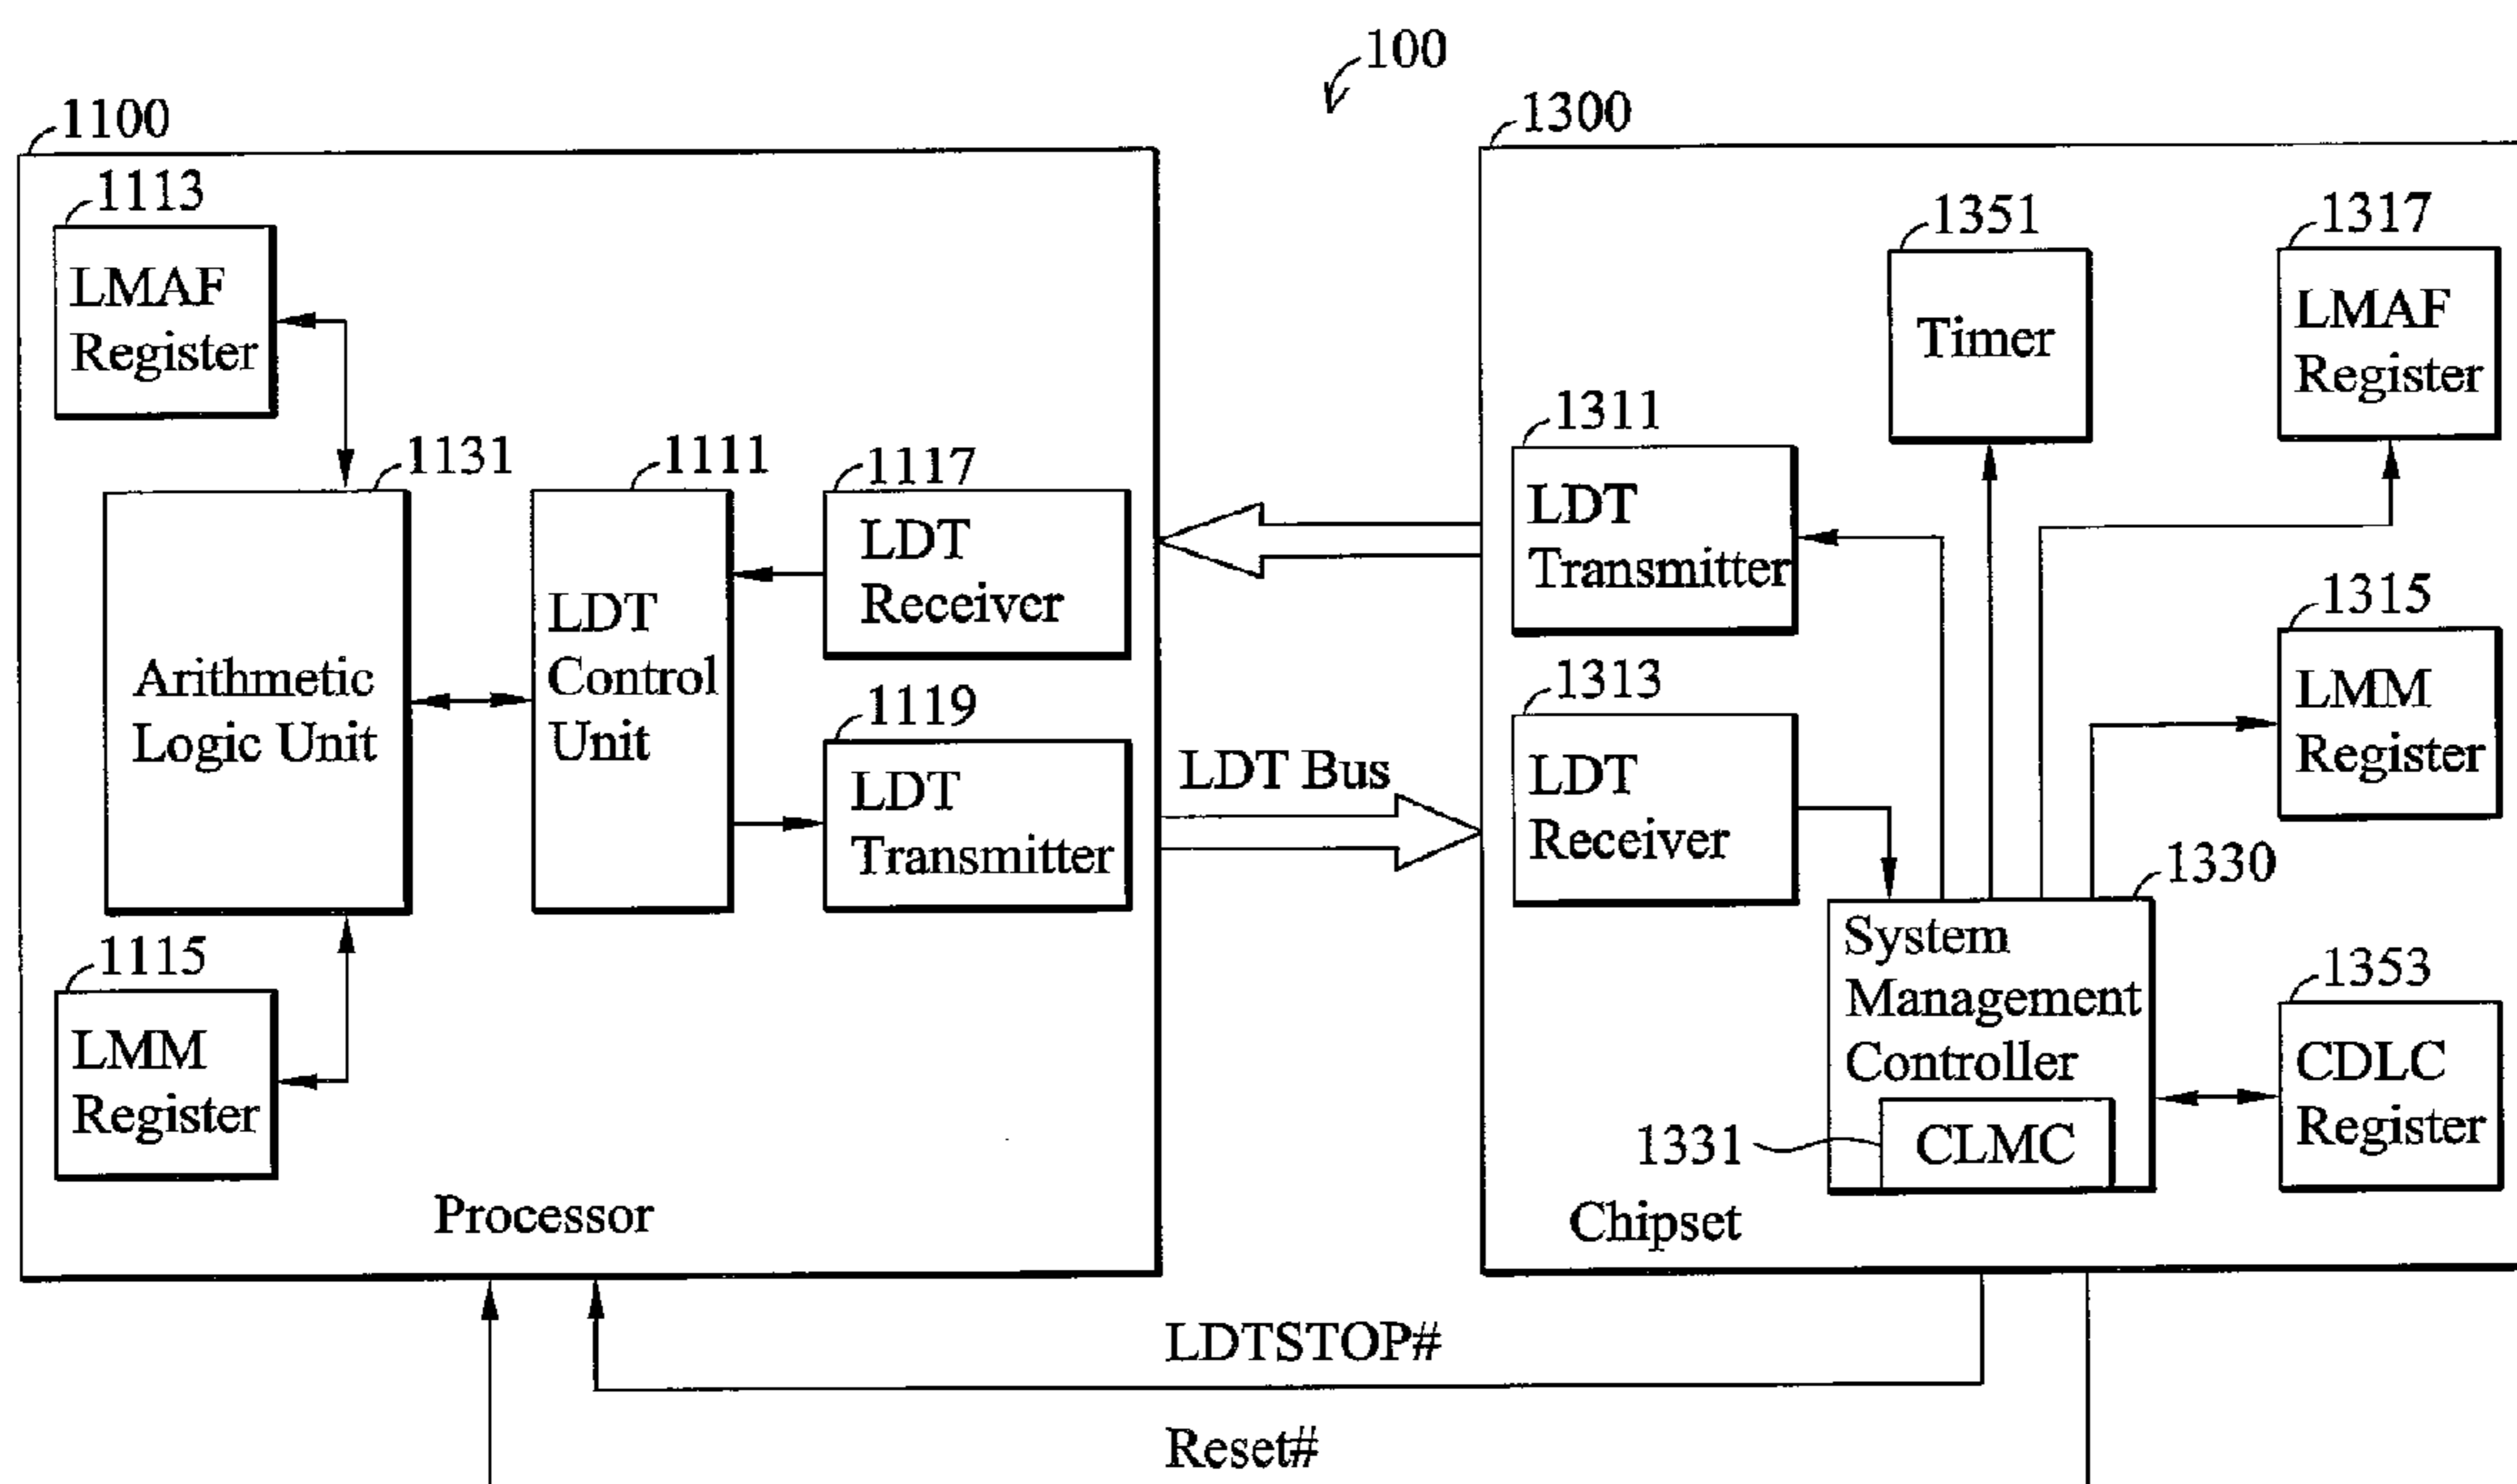 100
1100
1300
1113
LMAF
Register
1131
Arithmetic
Logic Unit
1111
LDT
Control
Unit
1117
LDT
Receiver
1119
LDT
Transmitter
1115
LMM
Register
Processor
LDT Bus
1311
LDT
Transmitter
1313
LDT
Receiver
1351
Timer
1317
LMAF
Register
1315
LMM
Register
1330
System
Management
Controller
1331
CLMC
1353
CDLC
Register
Chipset
LDTSTOP#
Reset#